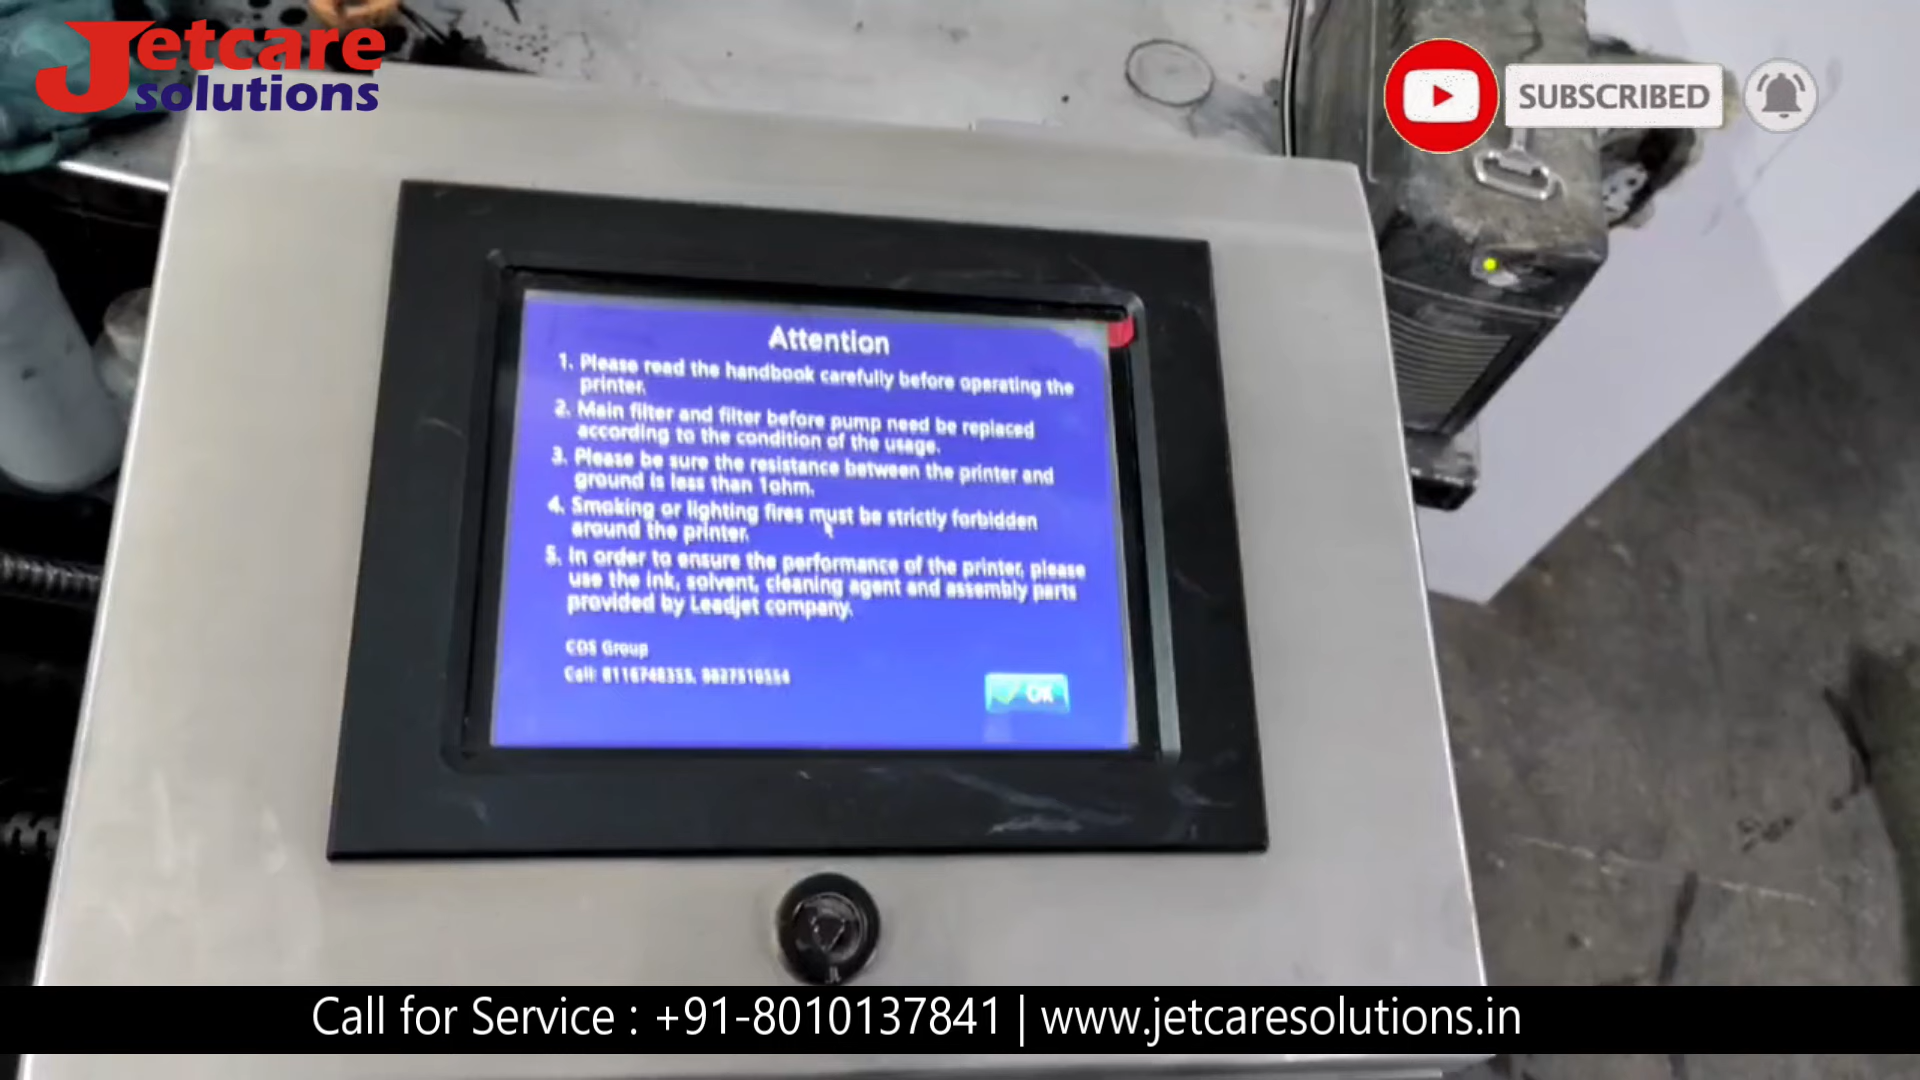 Jetcare
solutions
SUBSCRIBED
Attention
1. Please read the handbook carefully before operating the
printer.
2. Main filter and filter before pump need be replaced
according to the condition of the usage.
3. Please be sure the resistance between the printer and
ground is less than 1ohm.
4. Smoking or lighting fires must be strictly forbidden
around the printer.
5. In order to ensure the performance of the printer, please
use the ink, solvent, cleaning agent and assembly parts
provided by Leadjet company.
CDS Group
Call:
OK
Call for Service : +91-8010137841 | www.jetcaresolutions.in